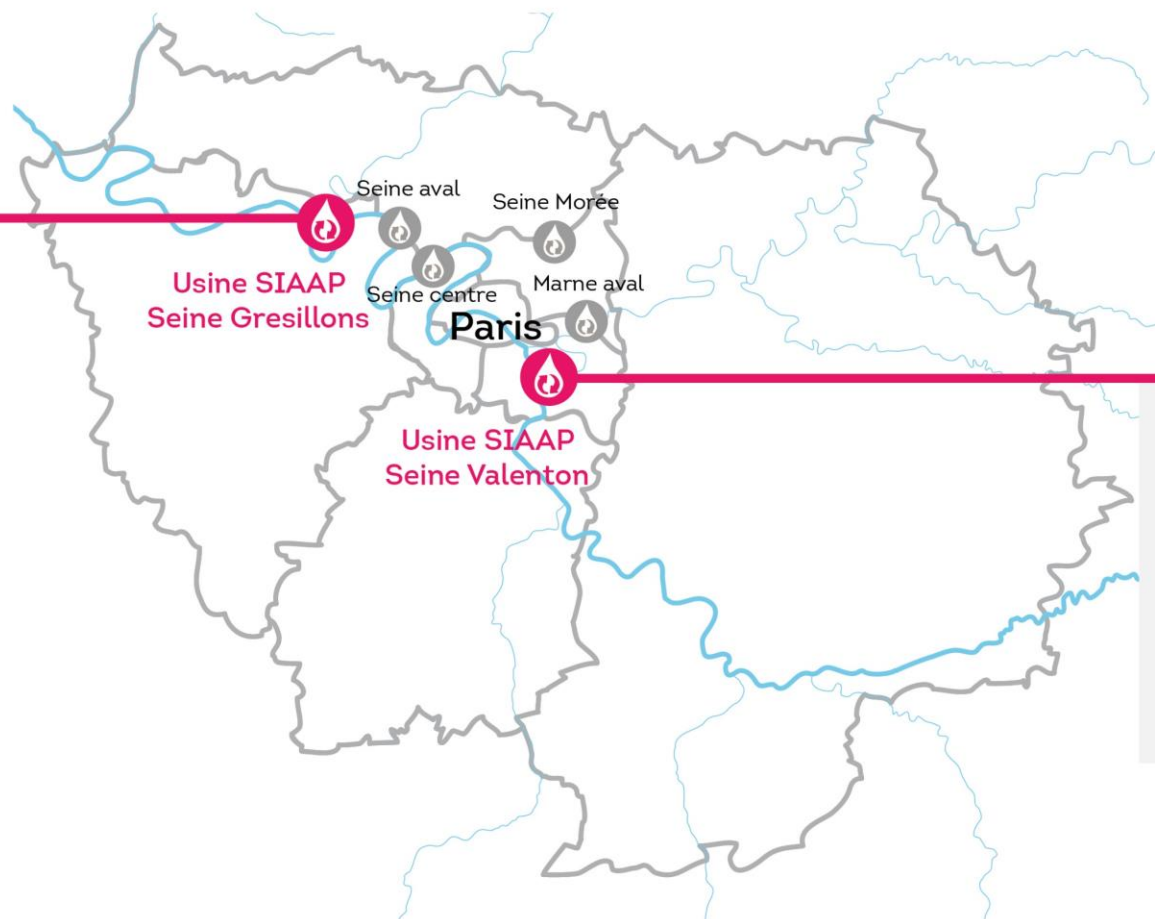 Seine aval
Seine Morée
Usine SIAAP
Seine Gresillons
Seine centre
Marne aval
Paris
Usine SIAAP
Seine Valenton